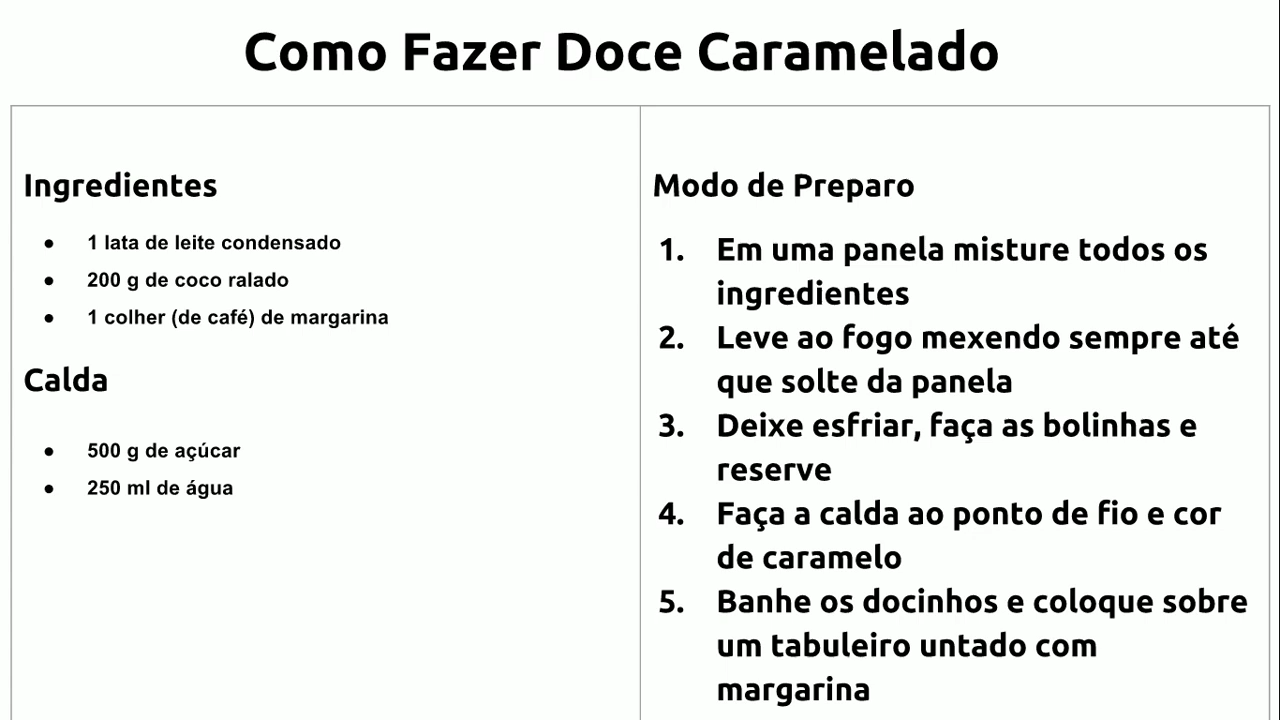 Como Fazer Doce Caramelado
Ingredientes
● 1 lata de leite condensado
● 200 g de coco ralado
● 1 colher (de café) de margarina
Calda
● 500 g de açúcar
● 250 ml de água
Modo de Preparo
1. Em uma panela misture todos os
ingredientes
2. Leve ao fogo mexendo sempre até
que solte da panela
3. Deixe esfriar, faça as bolinhas e
reserve
4. Faça a calda ao ponto de fio e cor
de caramelo
5. Banhe os docinhos e coloque sobre
um tabuleiro untado com
margarina